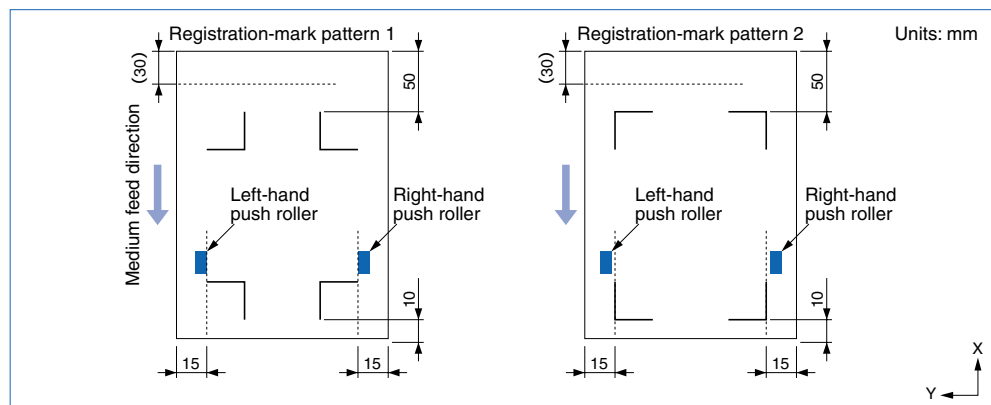 Registration-mark pattern 1
Registration-mark pattern 2
Units: mm
(30)
50
(30)
50
Medium feed direction
Left-hand
push roller
Right-hand
push roller
Left-hand
push roller
Right-hand
push roller
10
10
15
15
15
15
X
Y